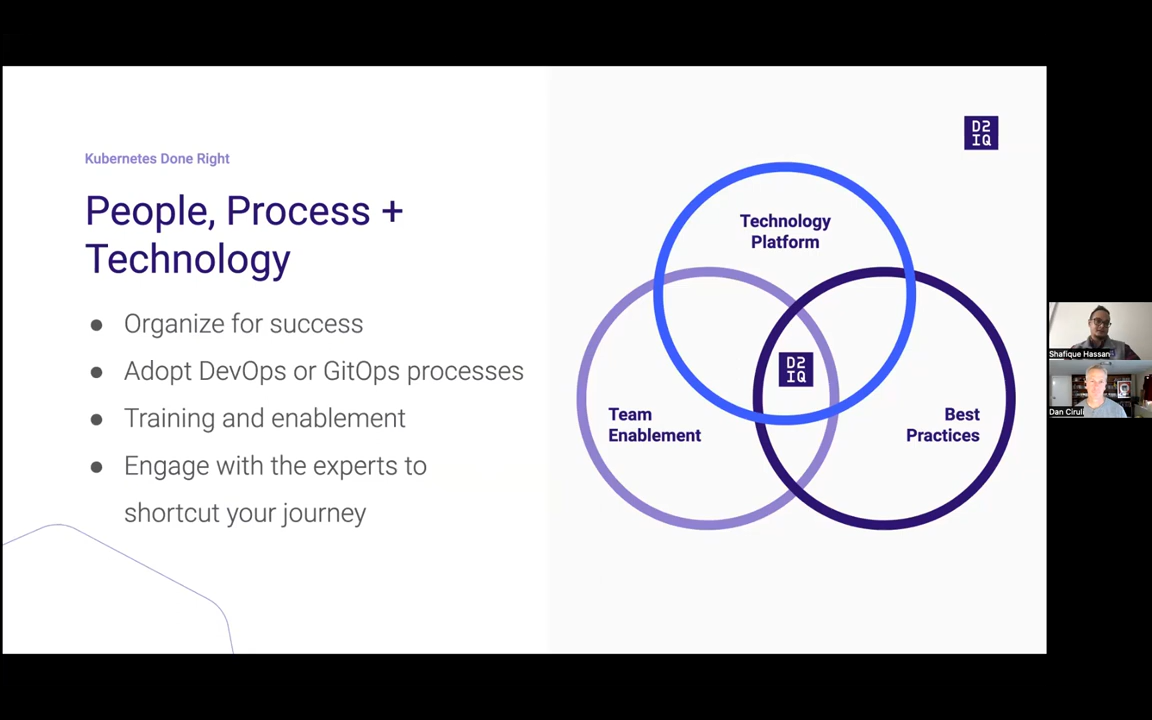 Kubernetes Done Right
People, Process +
Technology
● Organize for success
● Adopt DevOps or GitOps processes
● Training and enablement
● Engage with the experts to
shortcut your journey
D2
IQ
Technology
Platform
D2
IQ
Team
Enablement
Best
Practices
Shafique Hassan
Dan Ciruli